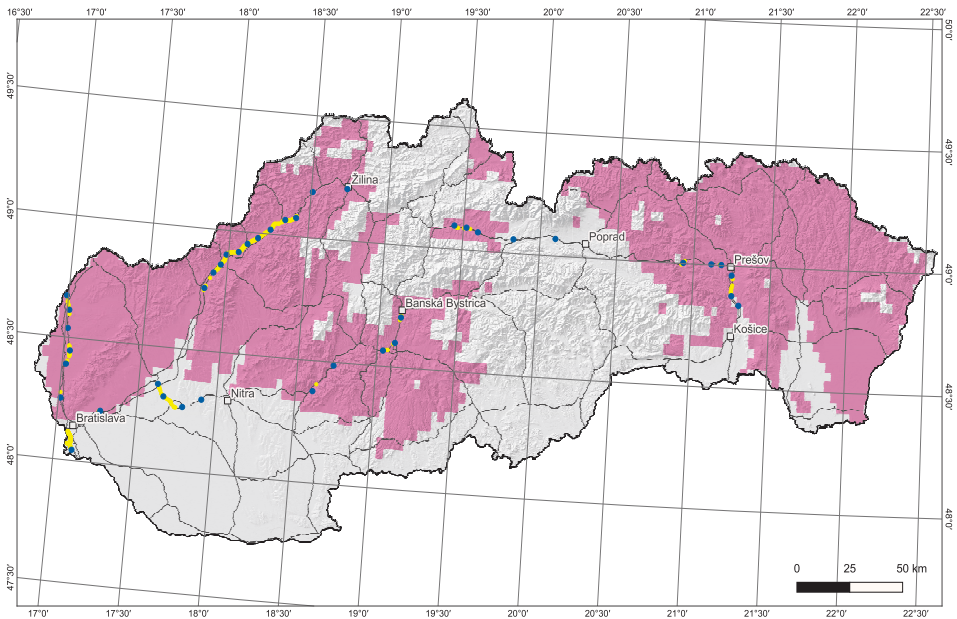 16°30' 17°0' 17°30' 18°0' 18°30' 19°0' 19°30' 20°0' 20°30' 21°0' 21°30' 22°0' 22°30'
50°0'
49°30'
49°30'
Žilina
49°0'
Poprad
Prešov
49°0'
Banská Bystrica
Košice
48°30'
Nitra
48°30'
Bratislava
48°0'
48°0'
0 25 50 km
47°30'
17°0' 17°30' 18°0' 18°30' 19°0' 19°30' 20°0' 20°30' 21°0' 21°30' 22°0' 22°30'